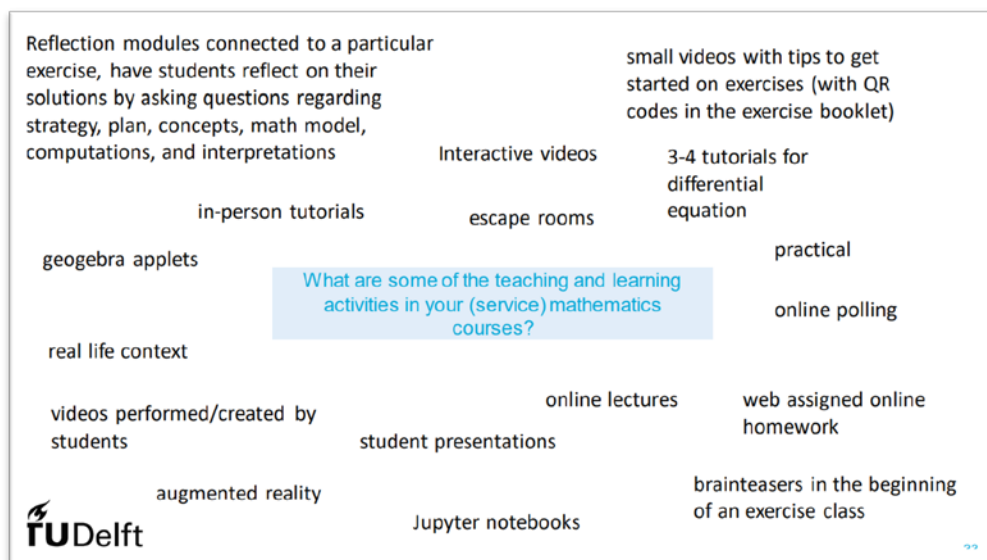 Reflection modules connected to a particular
exercise, have students reflect on their
solutions by asking questions regarding
strategy, plan, concepts, math model,
computations, and interpretations
small videos with tips to get
started on exercises (with QR
codes in the exercise booklet)
Interactive videos
3-4 tutorials for
differential
equation
in-person tutorials
escape rooms
geogebra applets
practical
What are some of the teaching and learning
activities in your (service) mathematics
courses?
online polling
real life context
online lectures
web assigned online
homework
videos performed/created by
students
student presentations
augmented reality
brainteasers in the beginning
of an exercise class
Jupyter notebooks
TUDelft